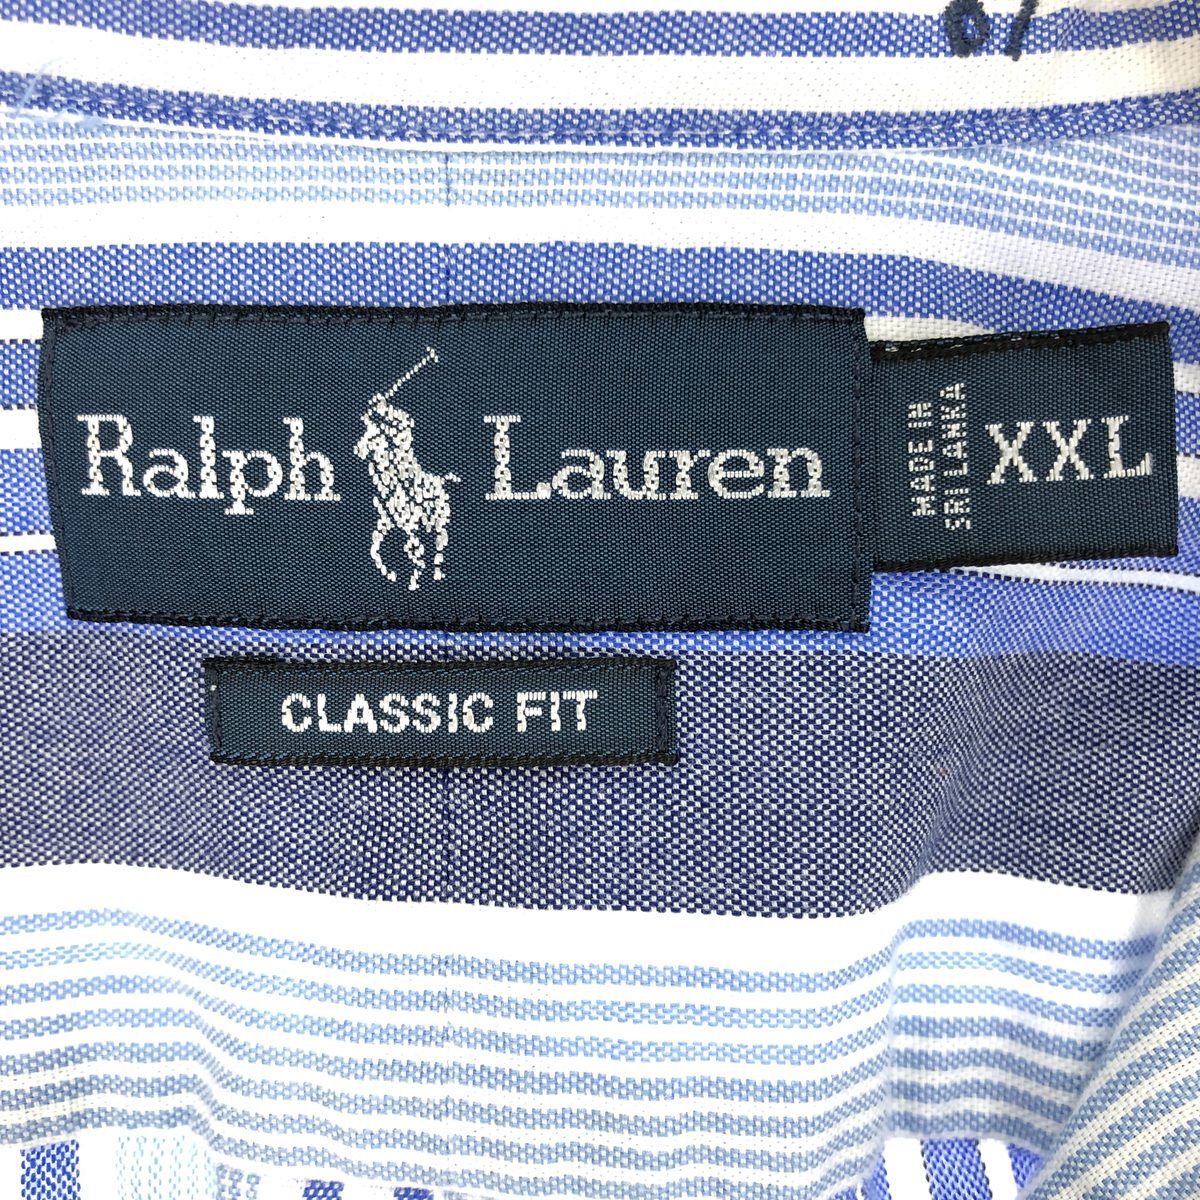 Ralph Lauren
MADE IN
SRI LANKA
XXL
CLASSIC FIT